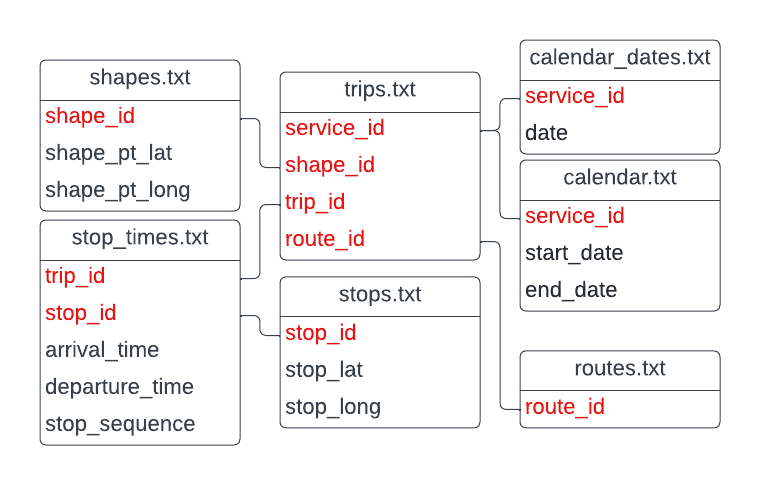 shapes.txt
shape_id
shape_pt_lat
shape_pt_long
stop_times.txt
trip_id
stop_id
arrival_time
departure_time
stop_sequence
trips.txt
service_id
shape_id
trip_id
route_id
stops.txt
stop_id
stop_lat
stop_long
calendar_dates.txt
service_id
date
calendar.txt
service_id
start_date
end_date
routes.txt
route_id